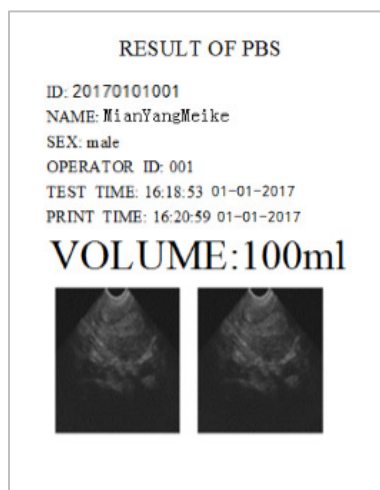 RESULT OF PBS
ID: 20170101001
NAME: MianYangMeike
SEX: male
OPERATOR ID: 001
TEST TIME: 16:18:53 01-01-2017
PRINT TIME: 16:20:59 01-01-2017
VOLUME:100ml